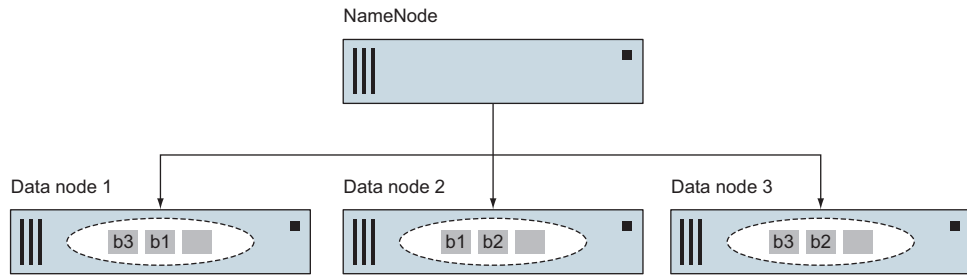 NameNode
Data node 1
Data node 2
Data node 3
b3 b1
b1 b2
b3 b2